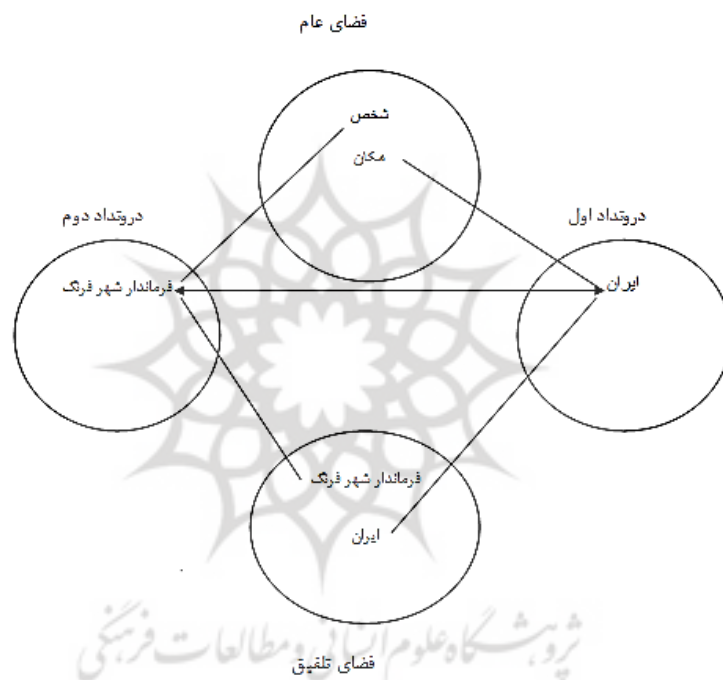 فضای عام
شخص
مکان
درونداد اول
درونداد دوم
ایران
فرماندار شهر فرنگ
فرماندار شهر فرنگ
ایران
پژوهشگاه علوم انسانی و مطالعات فرهنگی
فضای تلفیق